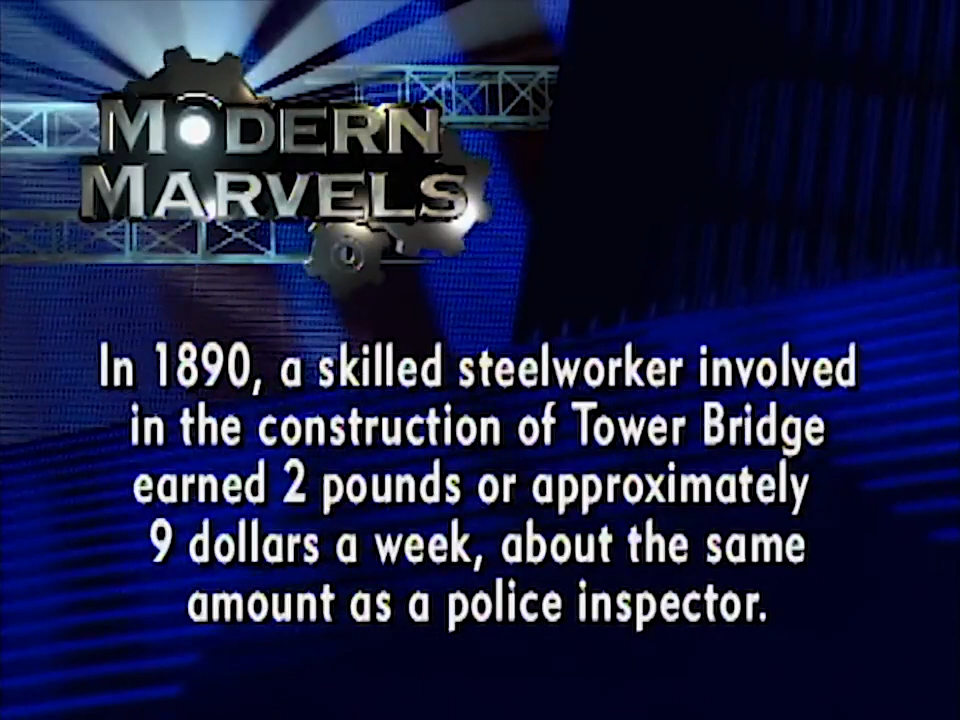 MODERN
MARVELS
In 1890, a skilled steelworker involved
in the construction of Tower Bridge
earned 2 pounds or approximately
9 dollars a week, about the same
amount as a police inspector.